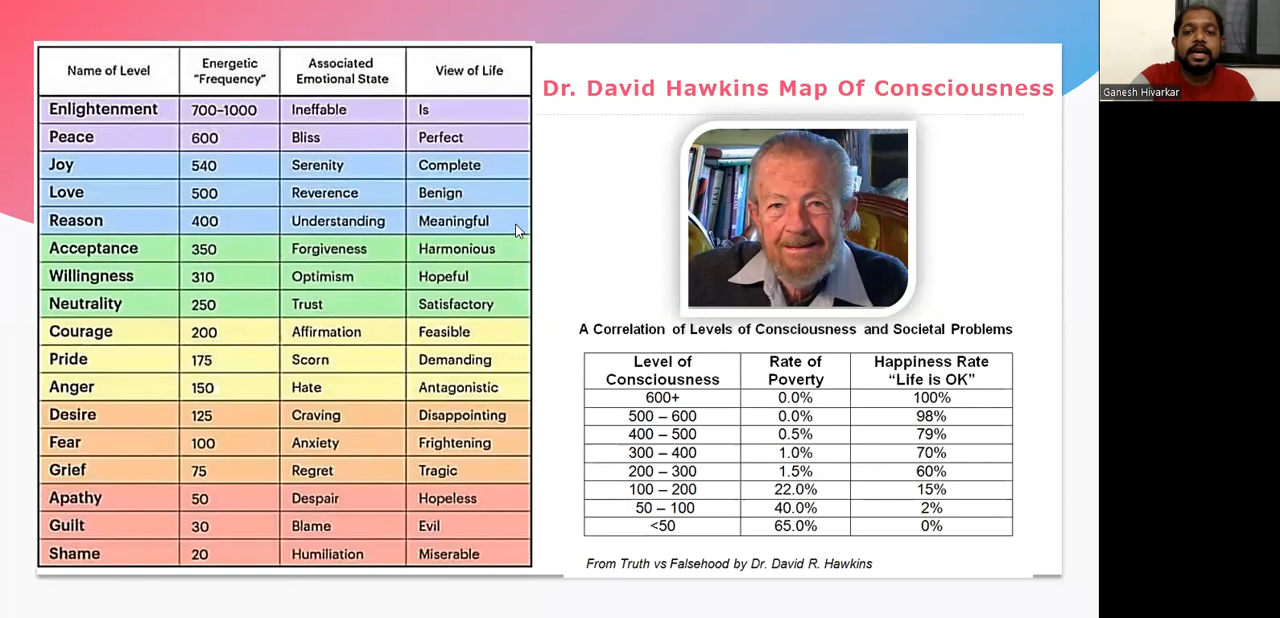 Name of Level Energetic "Frequency" Associated Emotional State View of Life
Enlightenment 700-1000 Ineffable Is
Peace 600 Bliss Perfect
Joy 540 Serenity Complete
Love 500 Reverence Benign
Reason 400 Understanding Meaningful
Acceptance 350 Forgiveness Harmonious
Willingness 310 Optimism Hopeful
Neutrality 250 Trust Satisfactory
Courage 200 Affirmation Feasible
Pride 175 Scorn Demanding
Anger 150 Hate Antagonistic
Desire 125 Craving Disappointing
Fear 100 Anxiety Frightening
Grief 75 Regret Tragic
Apathy 50 Despair Hopeless
Guilt 30 Blame Evil
Shame 20 Humiliation Miserable
Dr. David Hawkins Map Of Consciousness
A Correlation of Levels of Consciousness and Societal Problems
Level of Consciousness Rate of Poverty Happiness Rate "Life is OK"
600+ 0.0% 100%
500 – 600 0.0% 98%
400 – 500 0.5% 79%
300 – 400 1.0% 70%
200 – 300 1.5% 60%
100 – 200 22.0% 15%
50 – 100 40.0% 2%
<50 65.0% 0%
From Truth vs Falsehood by Dr. David R. Hawkins
Ganesh Hivarkar